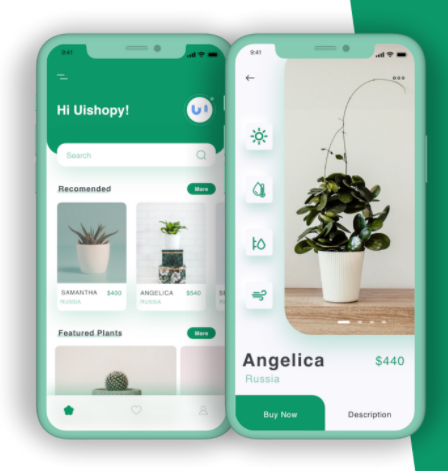 9:41
Hi Uishopy!
UI
Search
Recomended
More
SAMANTHA $400
RUSSIA
ANGELICA $540
RUSSIA
Featured Plants
More
9:41
Angelica
$440
Russia
Buy Now
Description